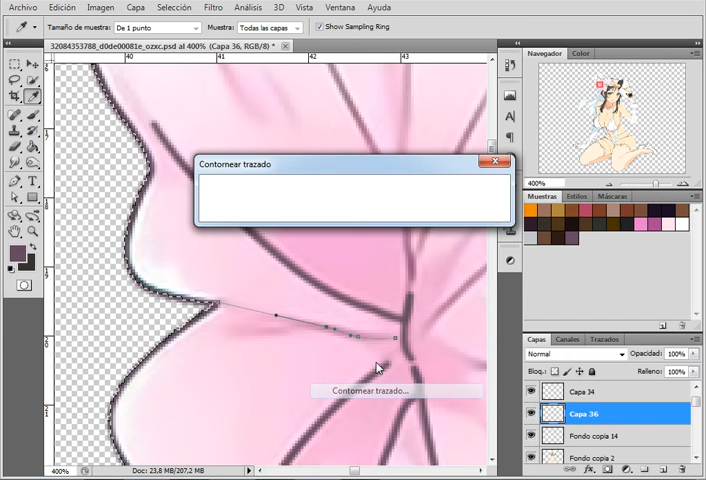 Archivo Edición Imagen Capa Selección Filtro Análisis 3D Vista Ventana Ayuda
Tamaño de muestra: De 1 punto Muestra: Todas las capas Show Sampling Ring
32084353788_d0de00081e_ozxc.psd al 400% (Capa 36, RGB/8) *
40 41 42 43
Contornear trazado
Contornear trazado...
400% Doc: 23,8 MB/207,2 MB
Navegador Color
400%
Muestras Estilos Máscaras
Capas Canales Trazados
Normal Opacidad: 100%
Bloq.: Relleno: 100%
Capa 34
Capa 36
Fondo copia 14
Fondo copia 2